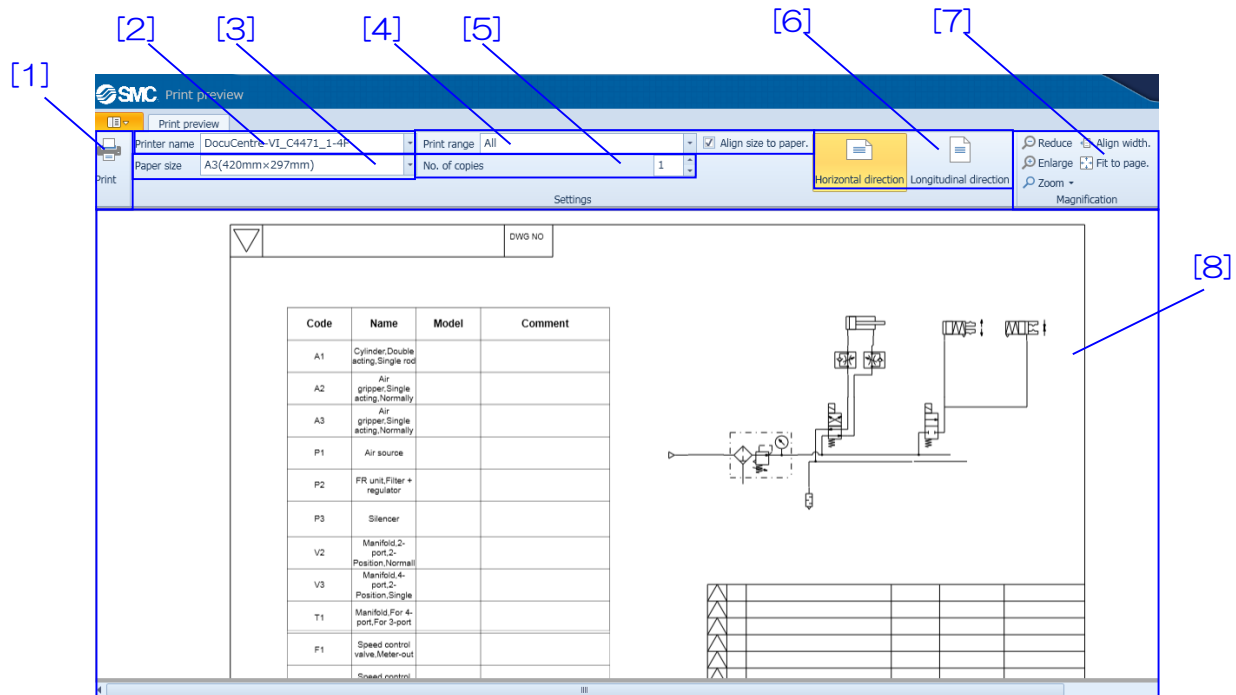 [1]
[2]
[3]
[4]
[5]
[6]
[7]
[8]
SMC Print preview
Print preview
Print
Printer name DocuCentre-VI_C4471_1-4F
Paper size A3(420mm×297mm)
Print range All
No. of copies 1
Align size to paper.
Settings
Horizontal direction
Longitudinal direction
Reduce Align width.
Enlarge Fit to page.
Zoom
Magnification
DWG NO
Code Name Model Comment
A1 Cylinder,Double
acting,Single rod
A2 Air
gripper,Single
acting,Normally
A3 Air
gripper,Single
acting,Normally
P1 Air source
P2 FR unit,Filter +
regulator
P3 Silencer
V2 Manifold,2-
port,2-
Position,Normall
V3 Manifold,4-
port,2-
Position,Single
T1 Manifold,For 4-
port,For 3-port
F1 Speed control
valve,Meter-out
Speed control